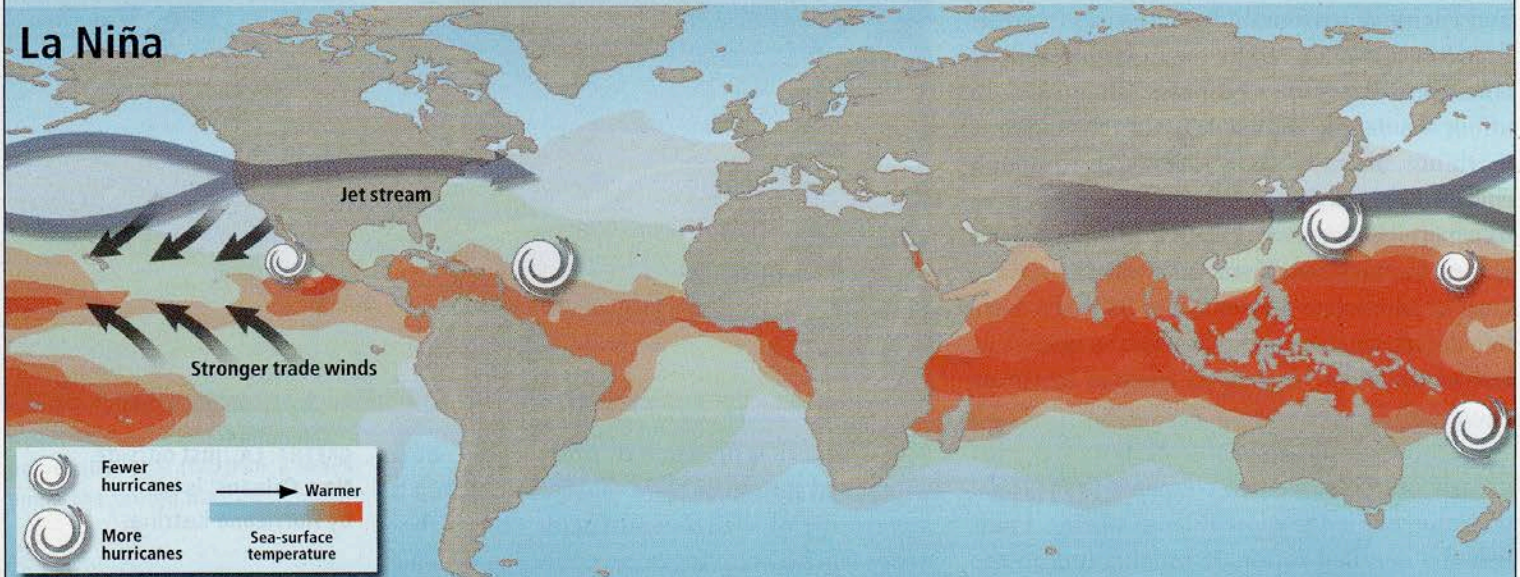 La Niña
Jet stream
Stronger trade winds
Fewer
hurricanes
More
hurricanes
Warmer
Sea-surface
temperature